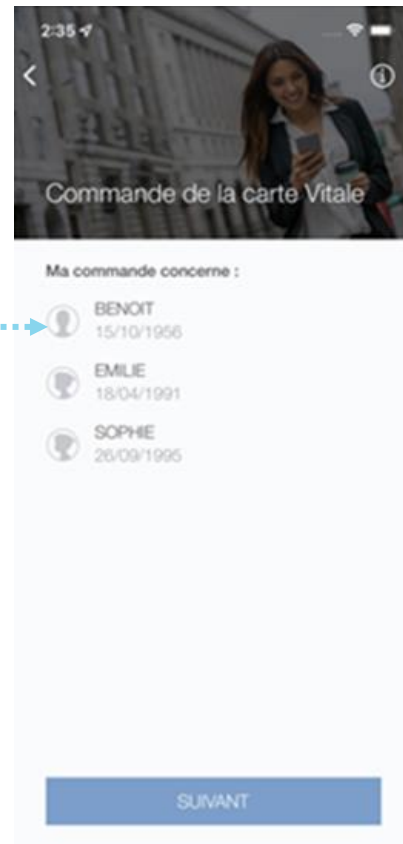 2:35
Commande de la carte Vitale
Ma commande concerne :
BENOIT
15/10/1956
EMILIE
18/04/1991
SOPHIE
26/09/1995
SUIVANT